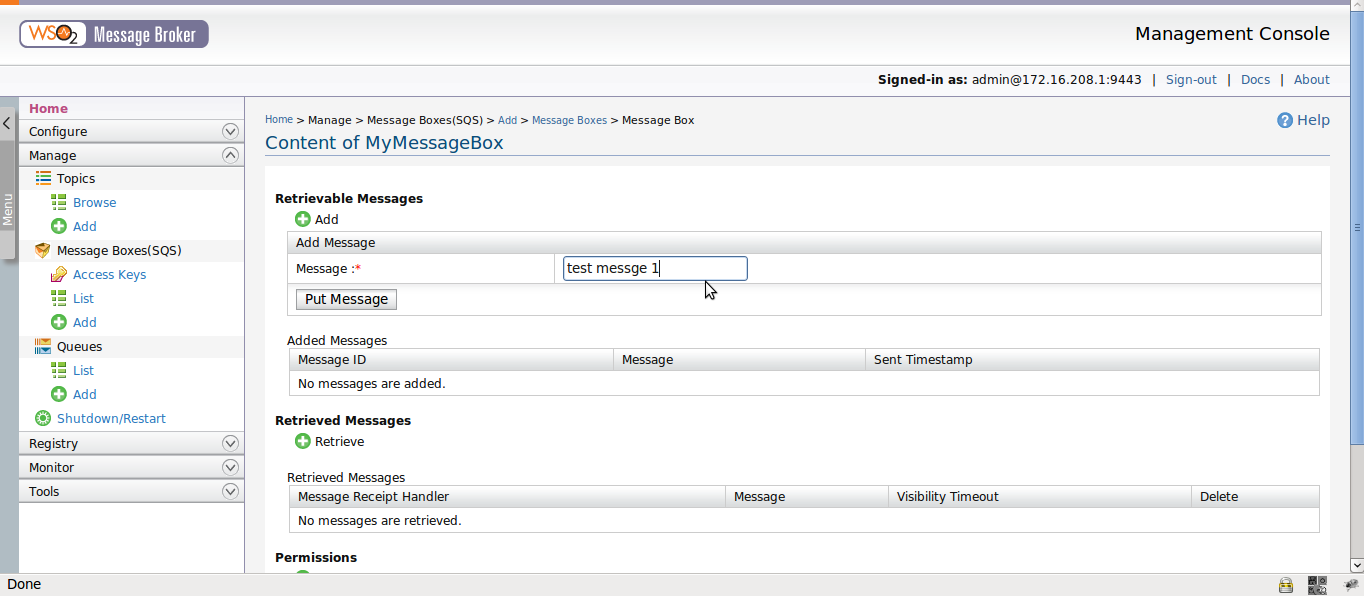 WSO2 Message Broker
Management Console
Signed-in as: admin@172.16.208.1:9443 | Sign-out | Docs | About
Menu
Home
Configure
Manage
Topics
Browse
Add
Message Boxes(SQS)
Access Keys
List
Add
Queues
List
Add
Shutdown/Restart
Registry
Monitor
Tools
Home > Manage > Message Boxes(SQS) > Add > Message Boxes > Message Box
Help
Content of MyMessageBox
Retrievable Messages
Add
Add Message
Message :* test messge 1
Put Message
Added Messages
Message ID Message Sent Timestamp
No messages are added.
Retrieved Messages
Retrieve
Retrieved Messages
Message Receipt Handler Message Visibility Timeout Delete
No messages are retrieved.
Permissions
Done